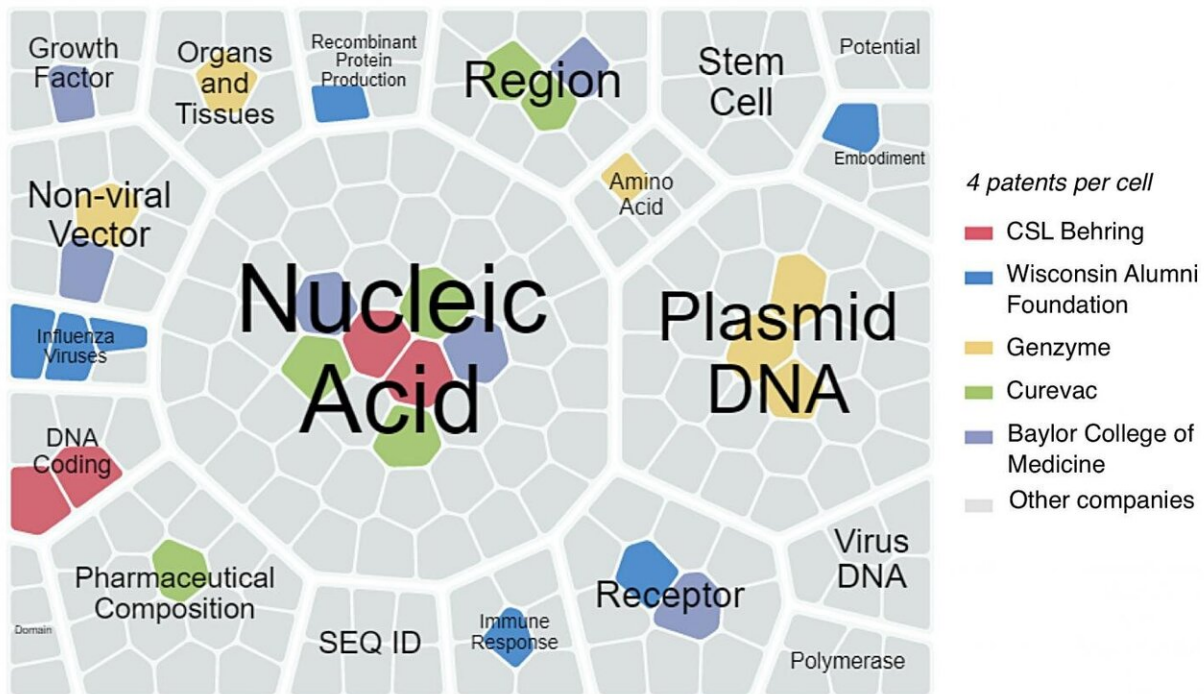 Growth
Factor
Organs
and
Tissues
Recombinant
Protein
Production
Region
Stem
Cell
Potential
Embodiment
Non-viral
Vector
Amino
Acid
Nucleic
Acid
Plasmid
DNA
Influenza
Viruses
DNA
Coding
Pharmaceutical
Composition
Domain
SEQ ID
Immune
Response
Receptor
Virus
DNA
Polymerase
4 patents per cell
CSL Behring
Wisconsin Alumni
Foundation
Genzyme
Curevac
Baylor College of
Medicine
Other companies